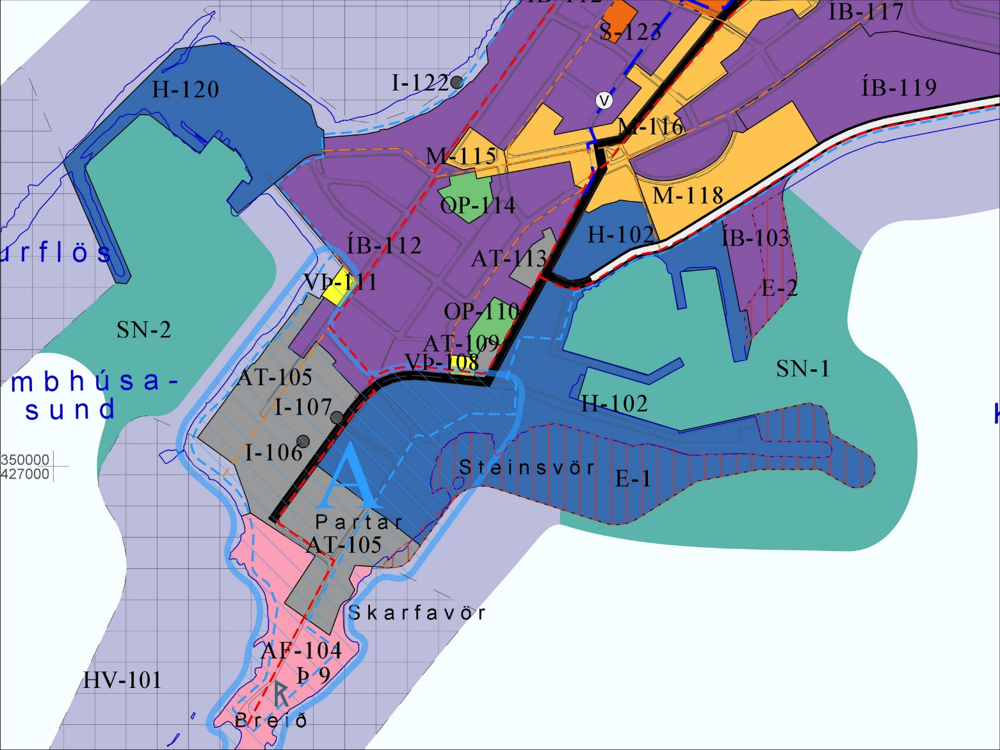 ÍB-112
ÍB-117
S-123
I-122
H-120
ÍB-119
V
M-116
M-115
M-118
OP-114
H-102
ÍB-103
ÍB-112
urflös
AT-113
VÞ-111
E-2
OP-110
SN-2
AT-109
VÞ-108
SN-1
AT-105
mbhúsa-
sund
I-107
H-102
I-106
350000
427000
A
Steinsvör
E-1
Partar
AT-105
Skarfavör
AF-104
Þ 9
HV-101
R
Breið